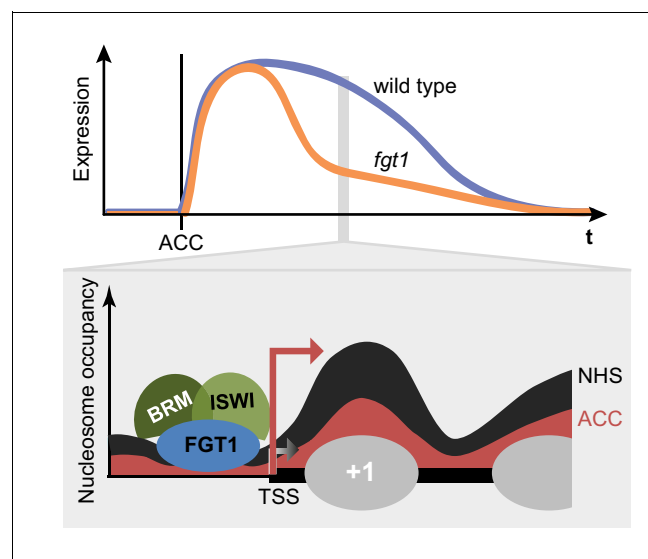 Expression
wild type
fgt1
ACC
t
Nucleosome occupancy
BRM
ISWI
FGT1
NHS
ACC
+1
TSS